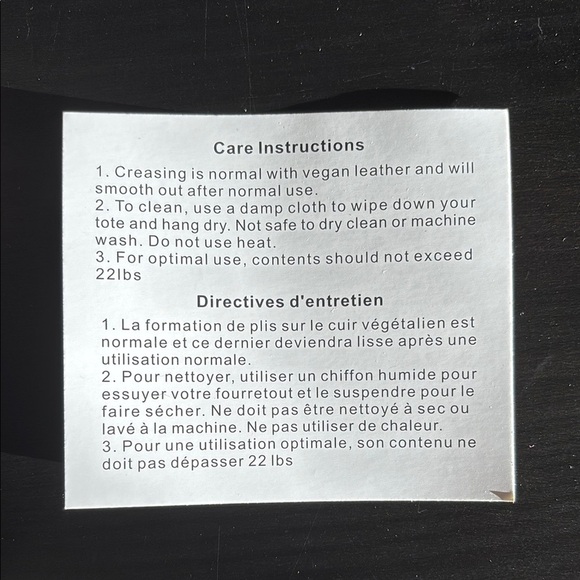 Care Instructions
1. Creasing is normal with vegan leather and will
smooth out after normal use.
2. To clean, use a damp cloth to wipe down your
tote and hang dry. Not safe to dry clean or machine
wash. Do not use heat.
3. For optimal use, contents should not exceed
22lbs
Directives d'entretien
1. La formation de plis sur le cuir végétalien est
normale et ce dernier deviendra lisse après une
utilisation normale.
2. Pour nettoyer, utiliser un chiffon humide pour
essuyer votre fourretout et le suspendre pour le
faire sécher. Ne doit pas être nettoyé à sec ou
lavé à la machine. Ne pas utiliser de chaleur.
3. Pour une utilisation optimale, son contenu ne
doit pas dépasser 22 lbs